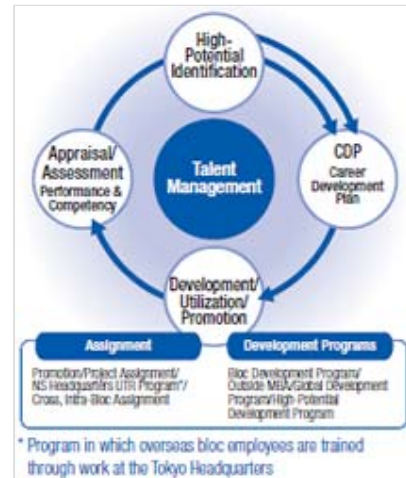 High-
Potential
Identification
Appraisal/
Assessment
Performance &
Competency
Talent
Management
CDP
Career
Development
Plan
Development/
Utilization/
Promotion
Assignment
Promotion/Project Assignment/
NS Headquarters UTR Program*/
Cross, Intra-Bloc Assignment
Development Programs
Bloc Development Program/
Outside MBA/Global Development
Program/High-Potential
Development Program
* Program in which overseas bloc employees are trained
through work at the Tokyo Headquarters